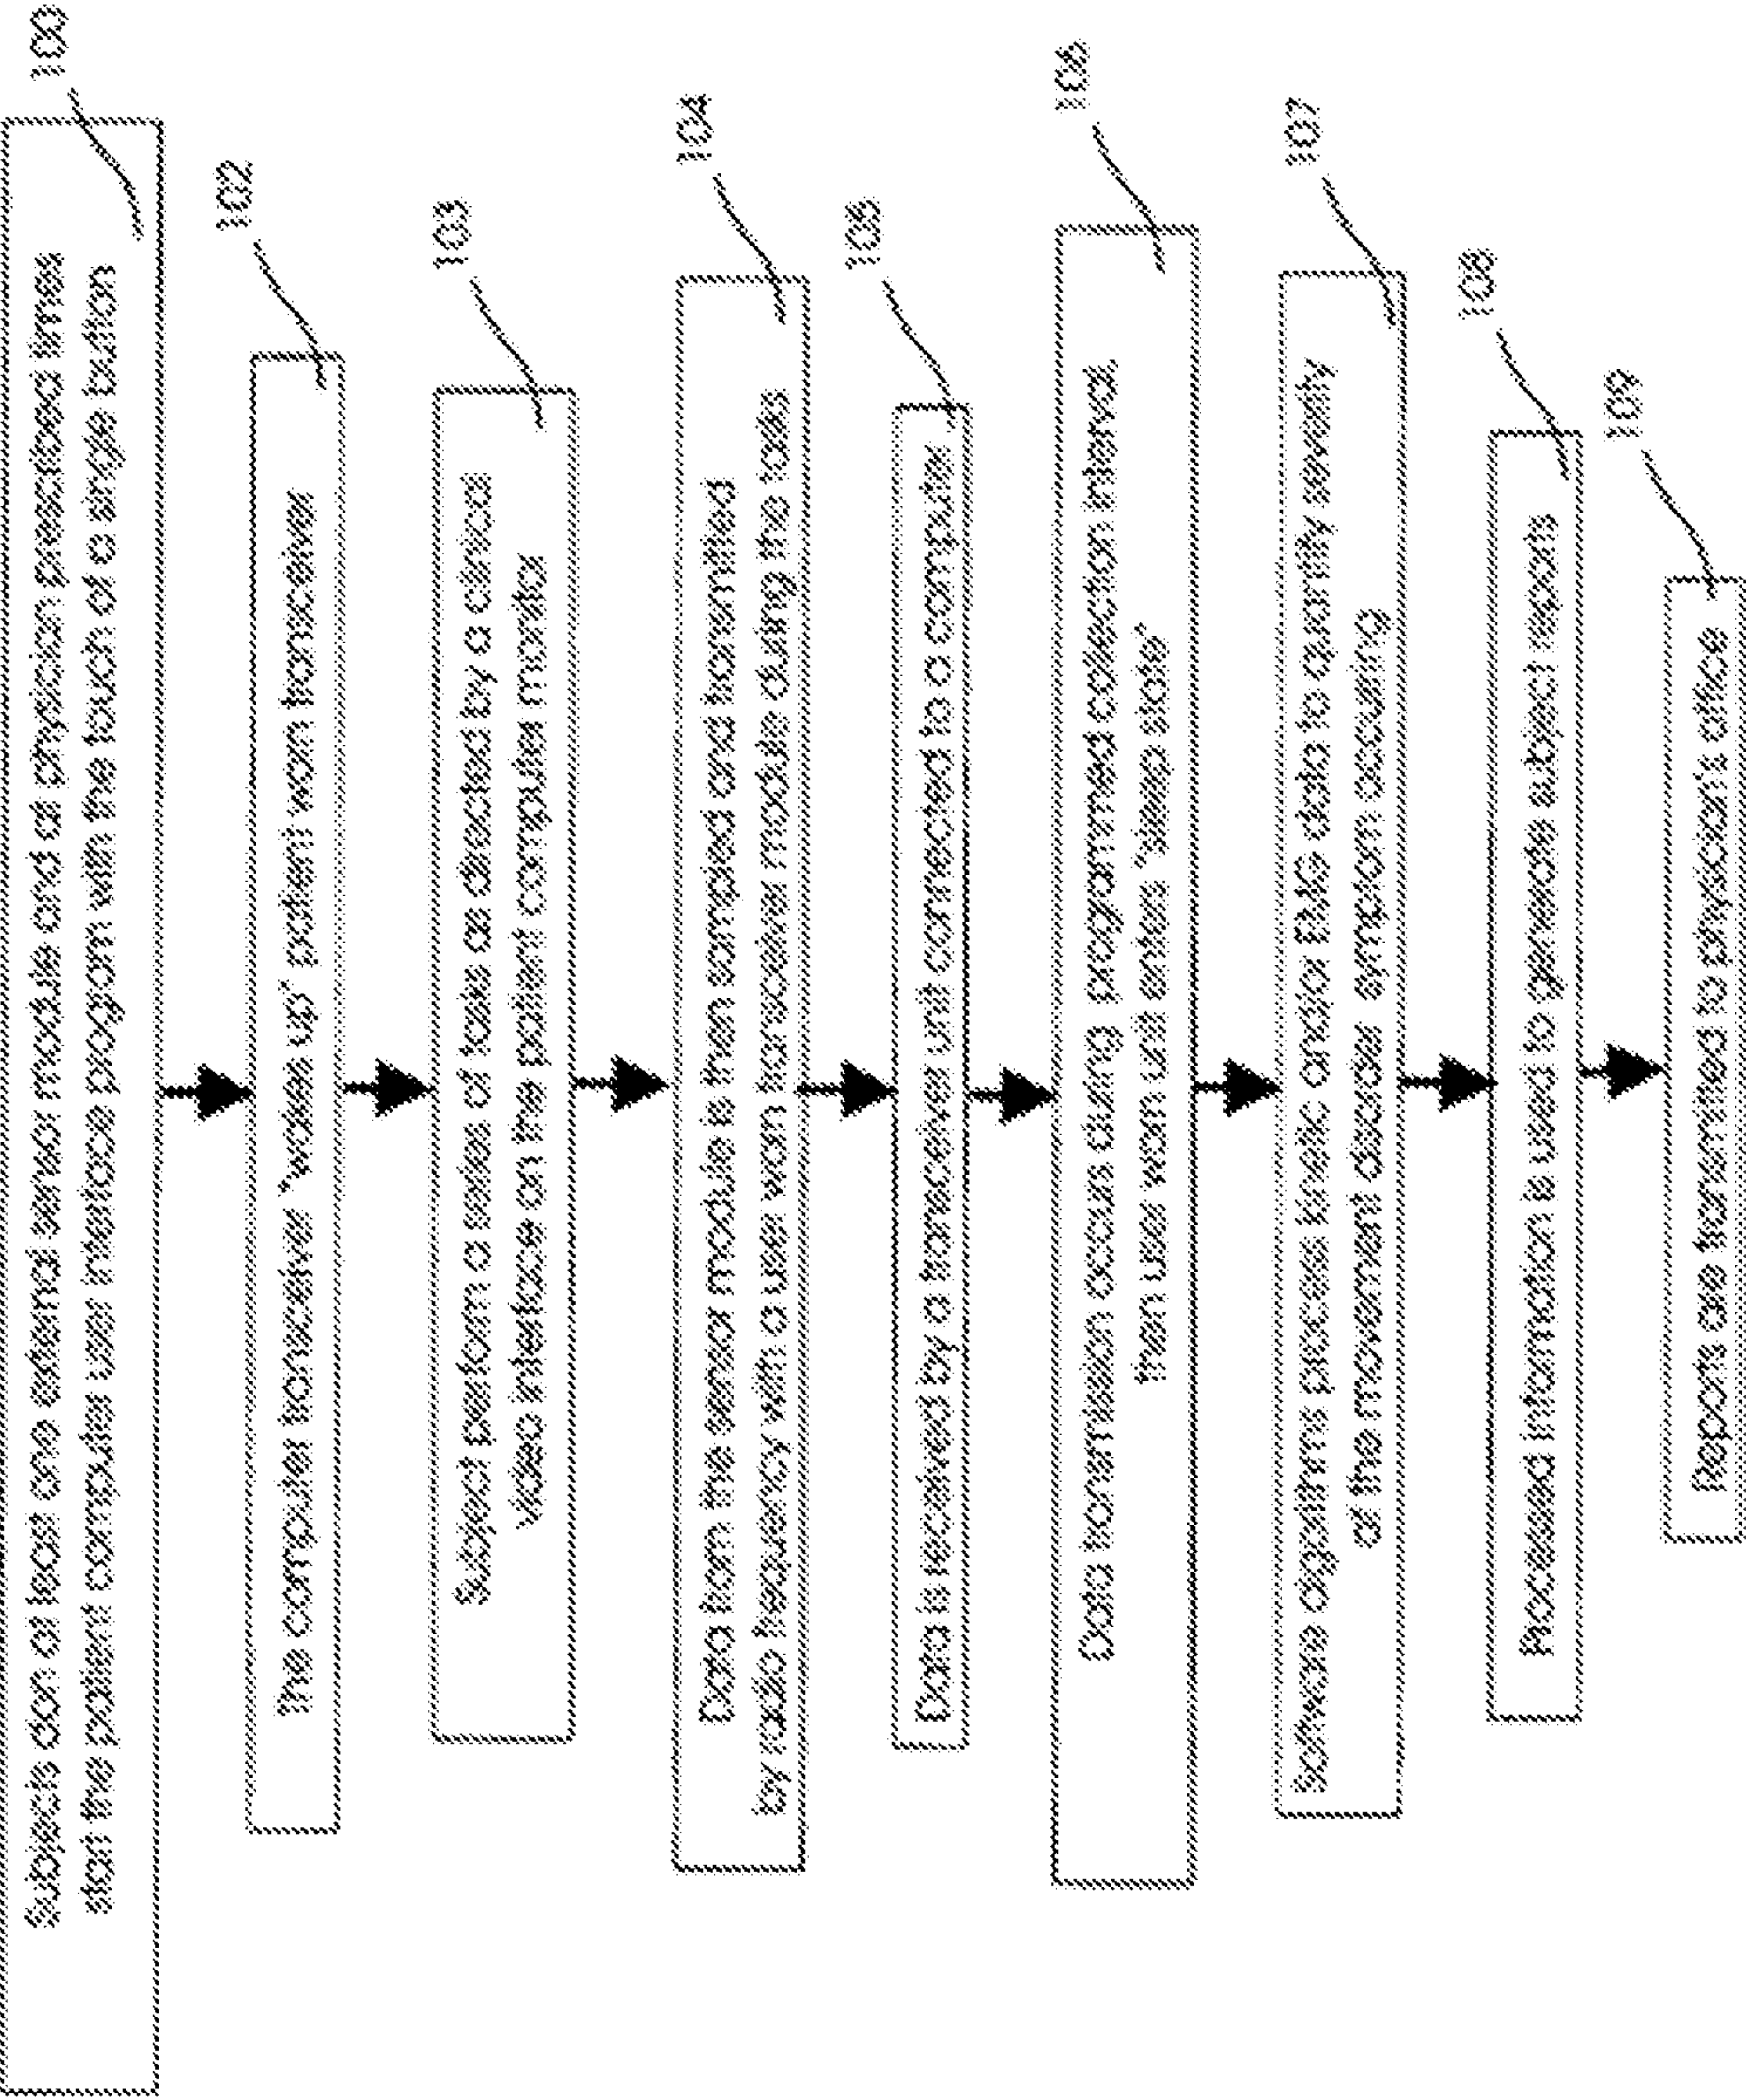 100
Subjects don at least one external sensor module and at physician prescribed times
start the patient computer user interface program with the touch of a single button
102
The computer transceiver "wakes up" patient worn transceiver
103
Subject perform a series of tasks as directed by a clinical
video interface on the patient computer monitor
104
Data from the sensor module is then sampled and transmitted
by radio frequency with a user worn transceiver module during the tasks
105
Data is received by a transceiver unit connected to a computer
106
Data transmission occurs during programmed collection interval,
then user worn unit enters "sleep state"
107
Software algorithms process kinetic and/or EMG data to quantify severity
of the movement disorder symptom occuring
108
Processed information is used to generate subject reports
109
Reports are transmitted to physician's office